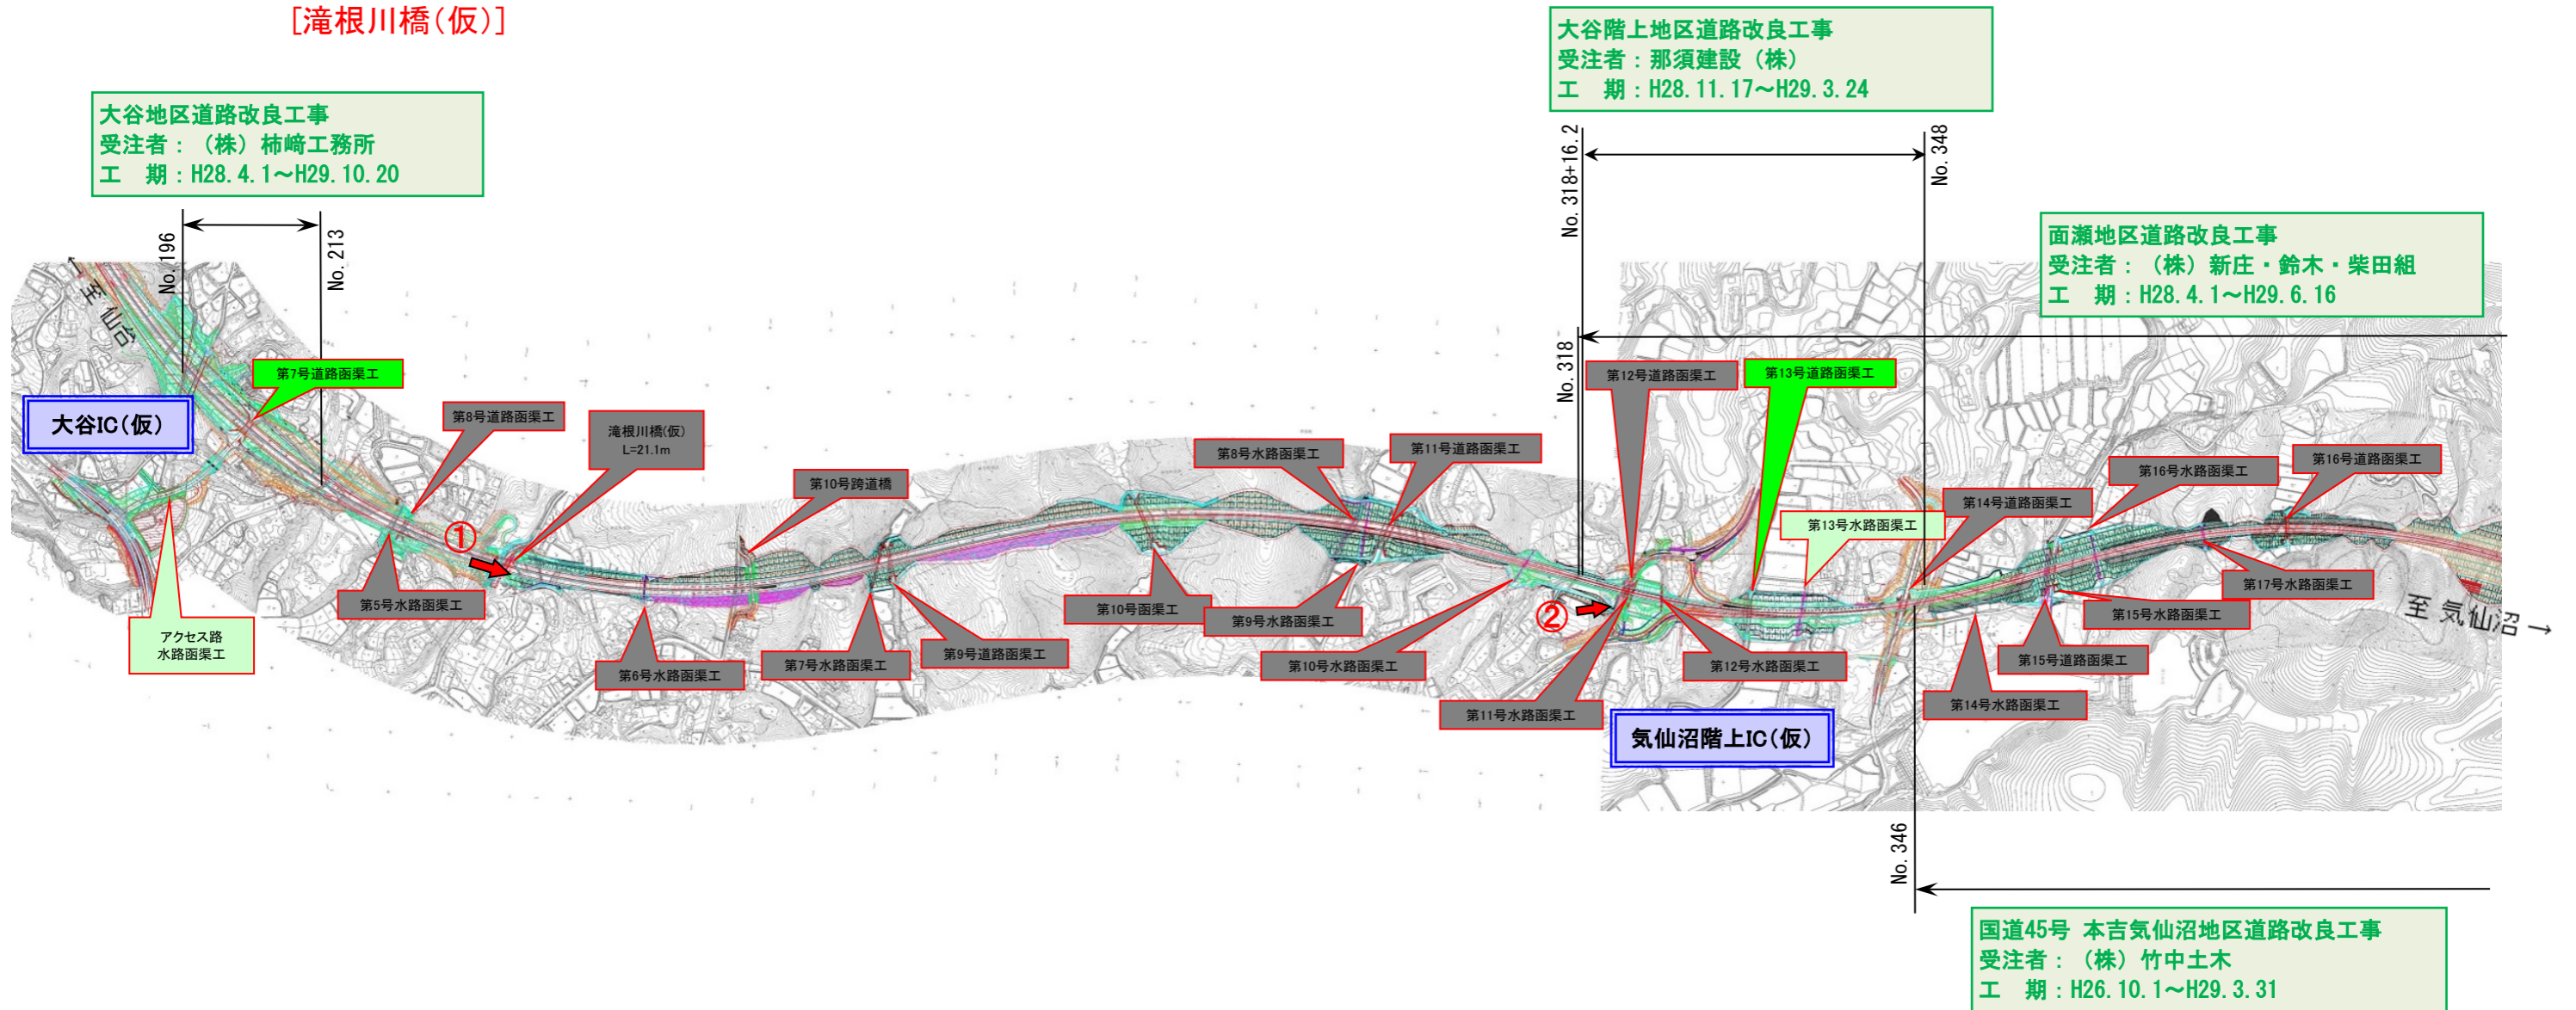 [滝根川橋(仮)]
大谷階上地区道路改良工事
受注者：那須建設（株）
工　期：H28.11.17～H29.3.24
大谷地区道路改良工事
受注者：（株）柿﨑工務所
工　期：H28.4.1～H29.10.20
No.318+16.2
No.348
面瀬地区道路改良工事
受注者：（株）新庄・鈴木・柴田組
工　期：H28.4.1～H29.6.16
No.196
No.213
←至 仙台
No.318
第7号道路函渠工
第12号道路函渠工
第13号道路函渠工
大谷IC(仮)
第8号道路函渠工
滝根川橋(仮)
L=21.1m
第10号跨道橋
第8号水路函渠工
第11号道路函渠工
第16号水路函渠工
第16号道路函渠工
第14号道路函渠工
第13号水路函渠工
①
第5号水路函渠工
第10号函渠工
第9号水路函渠工
②
第17号水路函渠工
第15号水路函渠工
至 気仙沼→
アクセス路
水路函渠工
第6号水路函渠工
第7号水路函渠工
第9号道路函渠工
第10号水路函渠工
第12号水路函渠工
第15号道路函渠工
第11号水路函渠工
第14号水路函渠工
気仙沼階上IC(仮)
No.346
国道45号 本吉気仙沼地区道路改良工事
受注者：（株）竹中土木
工　期：H26.10.1～H29.3.31